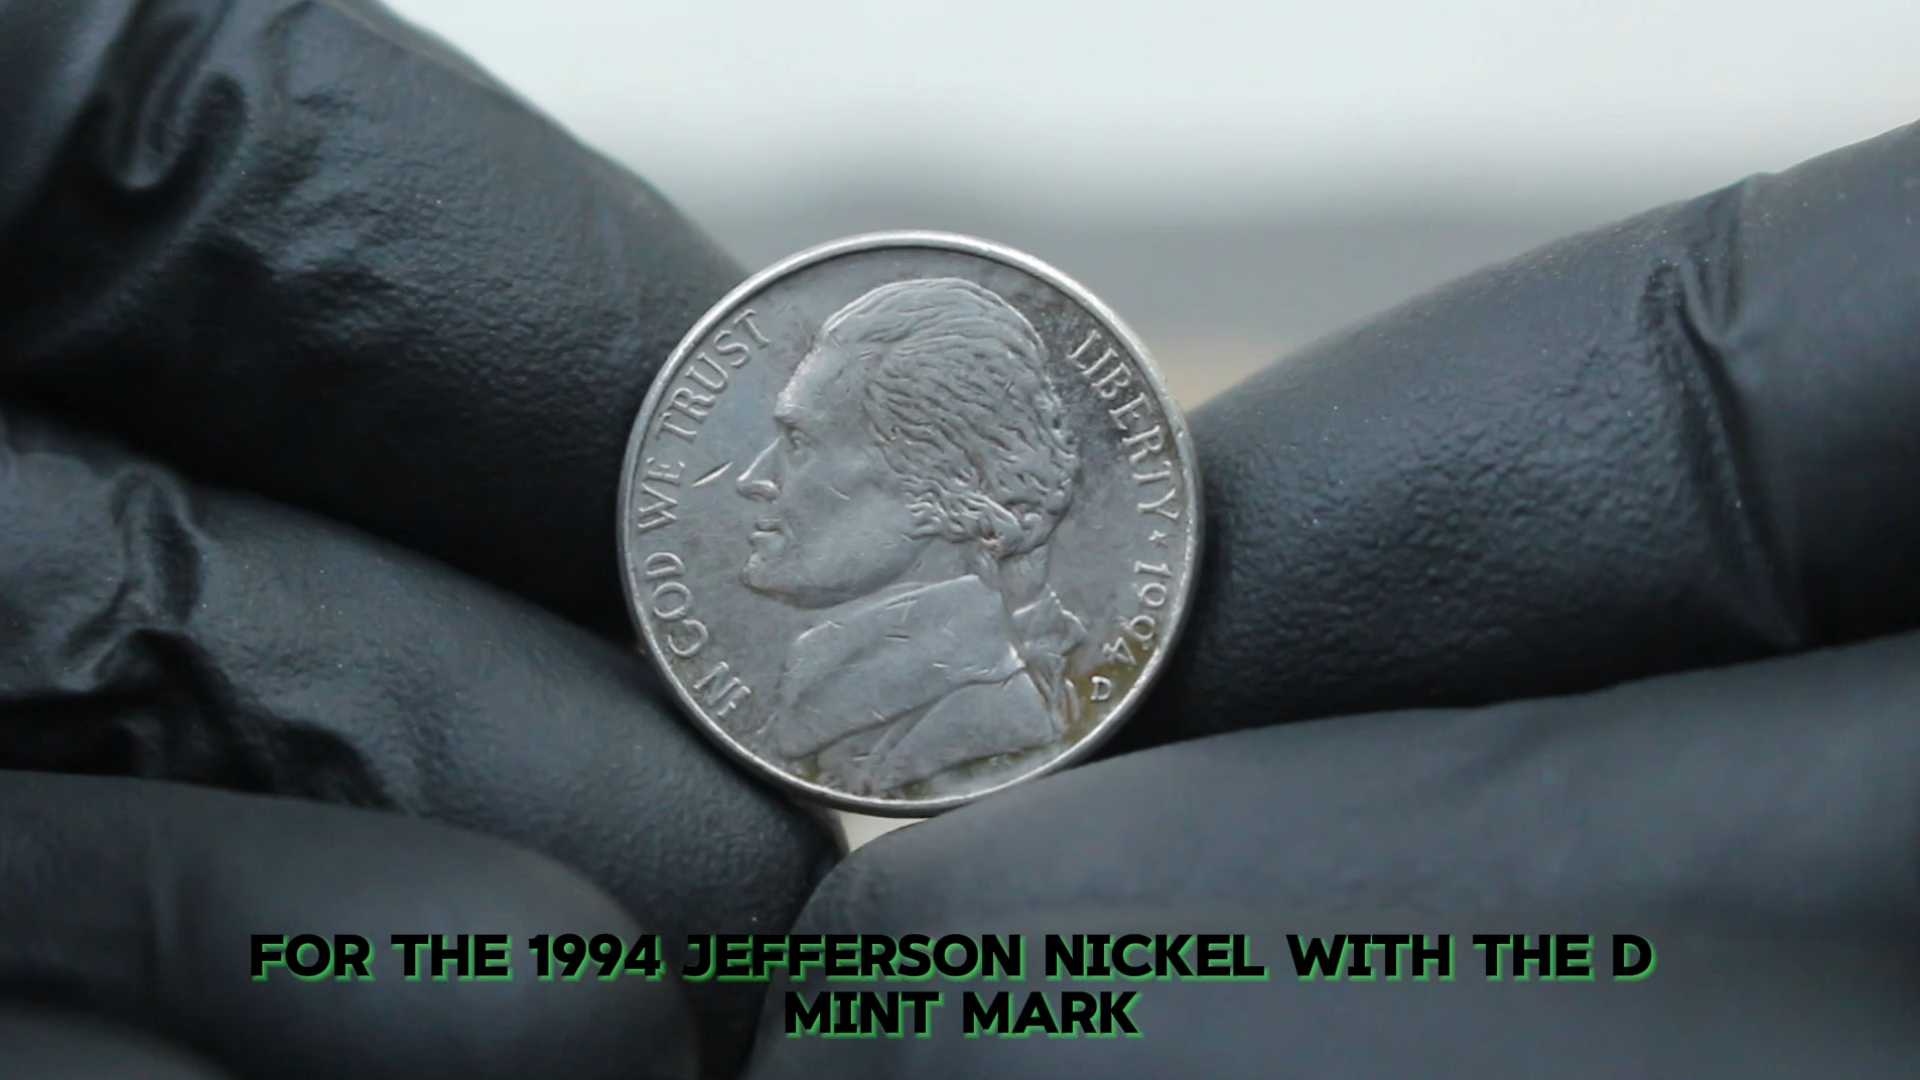 IN GOD WE TRUST
LIBERTY ★ 1994
D
FOR THE 1994 JEFFERSON NICKEL WITH THE D
MINT MARK